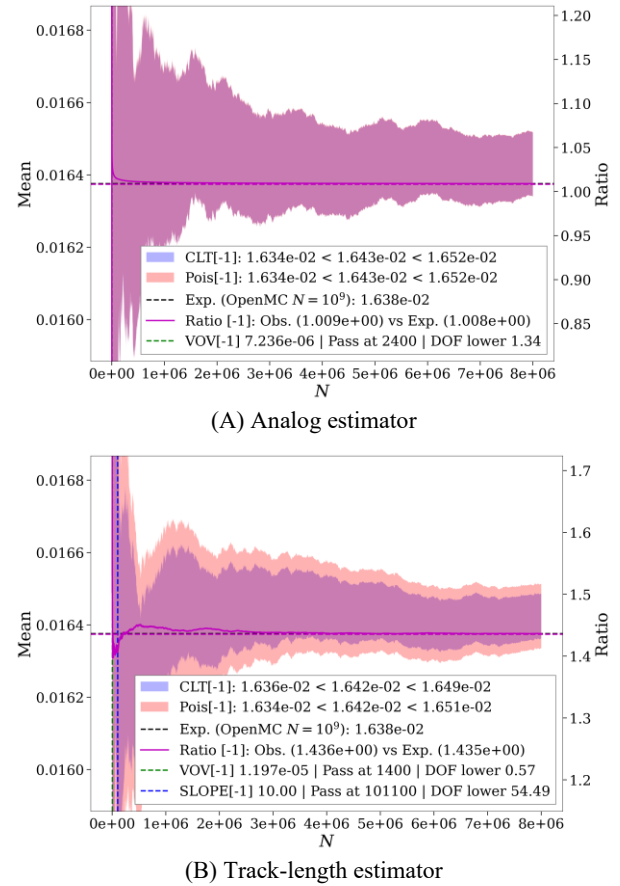 0.0168
0.0166
0.0164
0.0162
0.0160
Mean
1.20
1.15
1.10
1.05
1.00
0.95
0.90
0.85
Ratio
CLT[-1]: 1.634e-02 < 1.643e-02 < 1.652e-02
Pois[-1]: 1.634e-02 < 1.643e-02 < 1.652e-02
Exp. (OpenMC N = 10⁹): 1.638e-02
Ratio [-1]: Obs. (1.009e+00) vs Exp. (1.008e+00)
VOV[-1] 7.236e-06 | Pass at 2400 | DOF lower 1.34
0e+00 1e+06 2e+06 3e+06 4e+06 5e+06 6e+06 7e+06 8e+06
N
(A) Analog estimator
0.0168
0.0166
0.0164
0.0162
0.0160
Mean
1.7
1.6
1.5
1.4
1.3
1.2
Ratio
CLT[-1]: 1.636e-02 < 1.642e-02 < 1.649e-02
Pois[-1]: 1.634e-02 < 1.642e-02 < 1.651e-02
Exp. (OpenMC N = 10⁹): 1.638e-02
Ratio [-1]: Obs. (1.436e+00) vs Exp. (1.435e+00)
VOV[-1] 1.197e-05 | Pass at 1400 | DOF lower 0.57
SLOPE[-1] 10.00 | Pass at 101100 | DOF lower 54.49
0e+00 1e+06 2e+06 3e+06 4e+06 5e+06 6e+06 7e+06 8e+06
N
(B) Track-length estimator